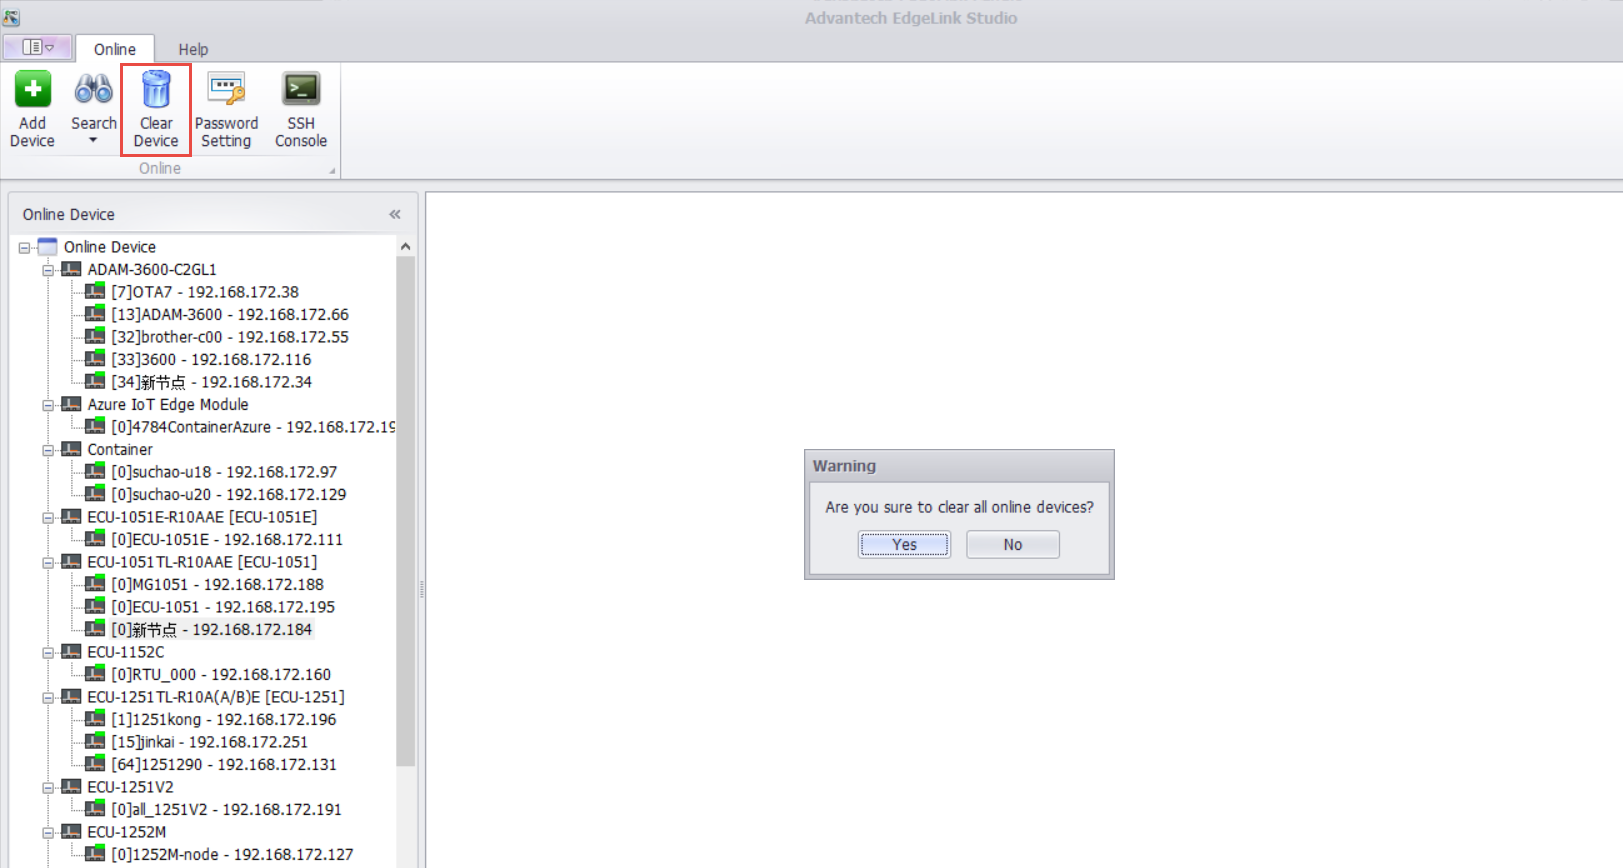 Advantech EdgeLink Studio
Online
Help
Add Device
Search
Clear Device
Password Setting
SSH Console
Online
Online Device
Online Device
ADAM-3600-C2GL1
[7]OTA7 - 192.168.172.38
[13]ADAM-3600 - 192.168.172.66
[32]brother-c00 - 192.168.172.55
[33]3600 - 192.168.172.116
[34]新节点 - 192.168.172.34
Azure IoT Edge Module
[0]4784ContainerAzure - 192.168.172.19
Container
[0]suchao-u18 - 192.168.172.97
[0]suchao-u20 - 192.168.172.129
ECU-1051E-R10AAE [ECU-1051E]
[0]ECU-1051E - 192.168.172.111
ECU-1051TL-R10AAE [ECU-1051]
[0]MG1051 - 192.168.172.188
[0]ECU-1051 - 192.168.172.195
[0]新节点 - 192.168.172.184
ECU-1152C
[0]RTU_000 - 192.168.172.160
ECU-1251TL-R10A(A/B)E [ECU-1251]
[1]1251kong - 192.168.172.196
[15]jinkai - 192.168.172.251
[64]1251290 - 192.168.172.131
ECU-1251V2
[0]all_1251V2 - 192.168.172.191
ECU-1252M
[0]1252M-node - 192.168.172.127
Warning
Are you sure to clear all online devices?
Yes
No